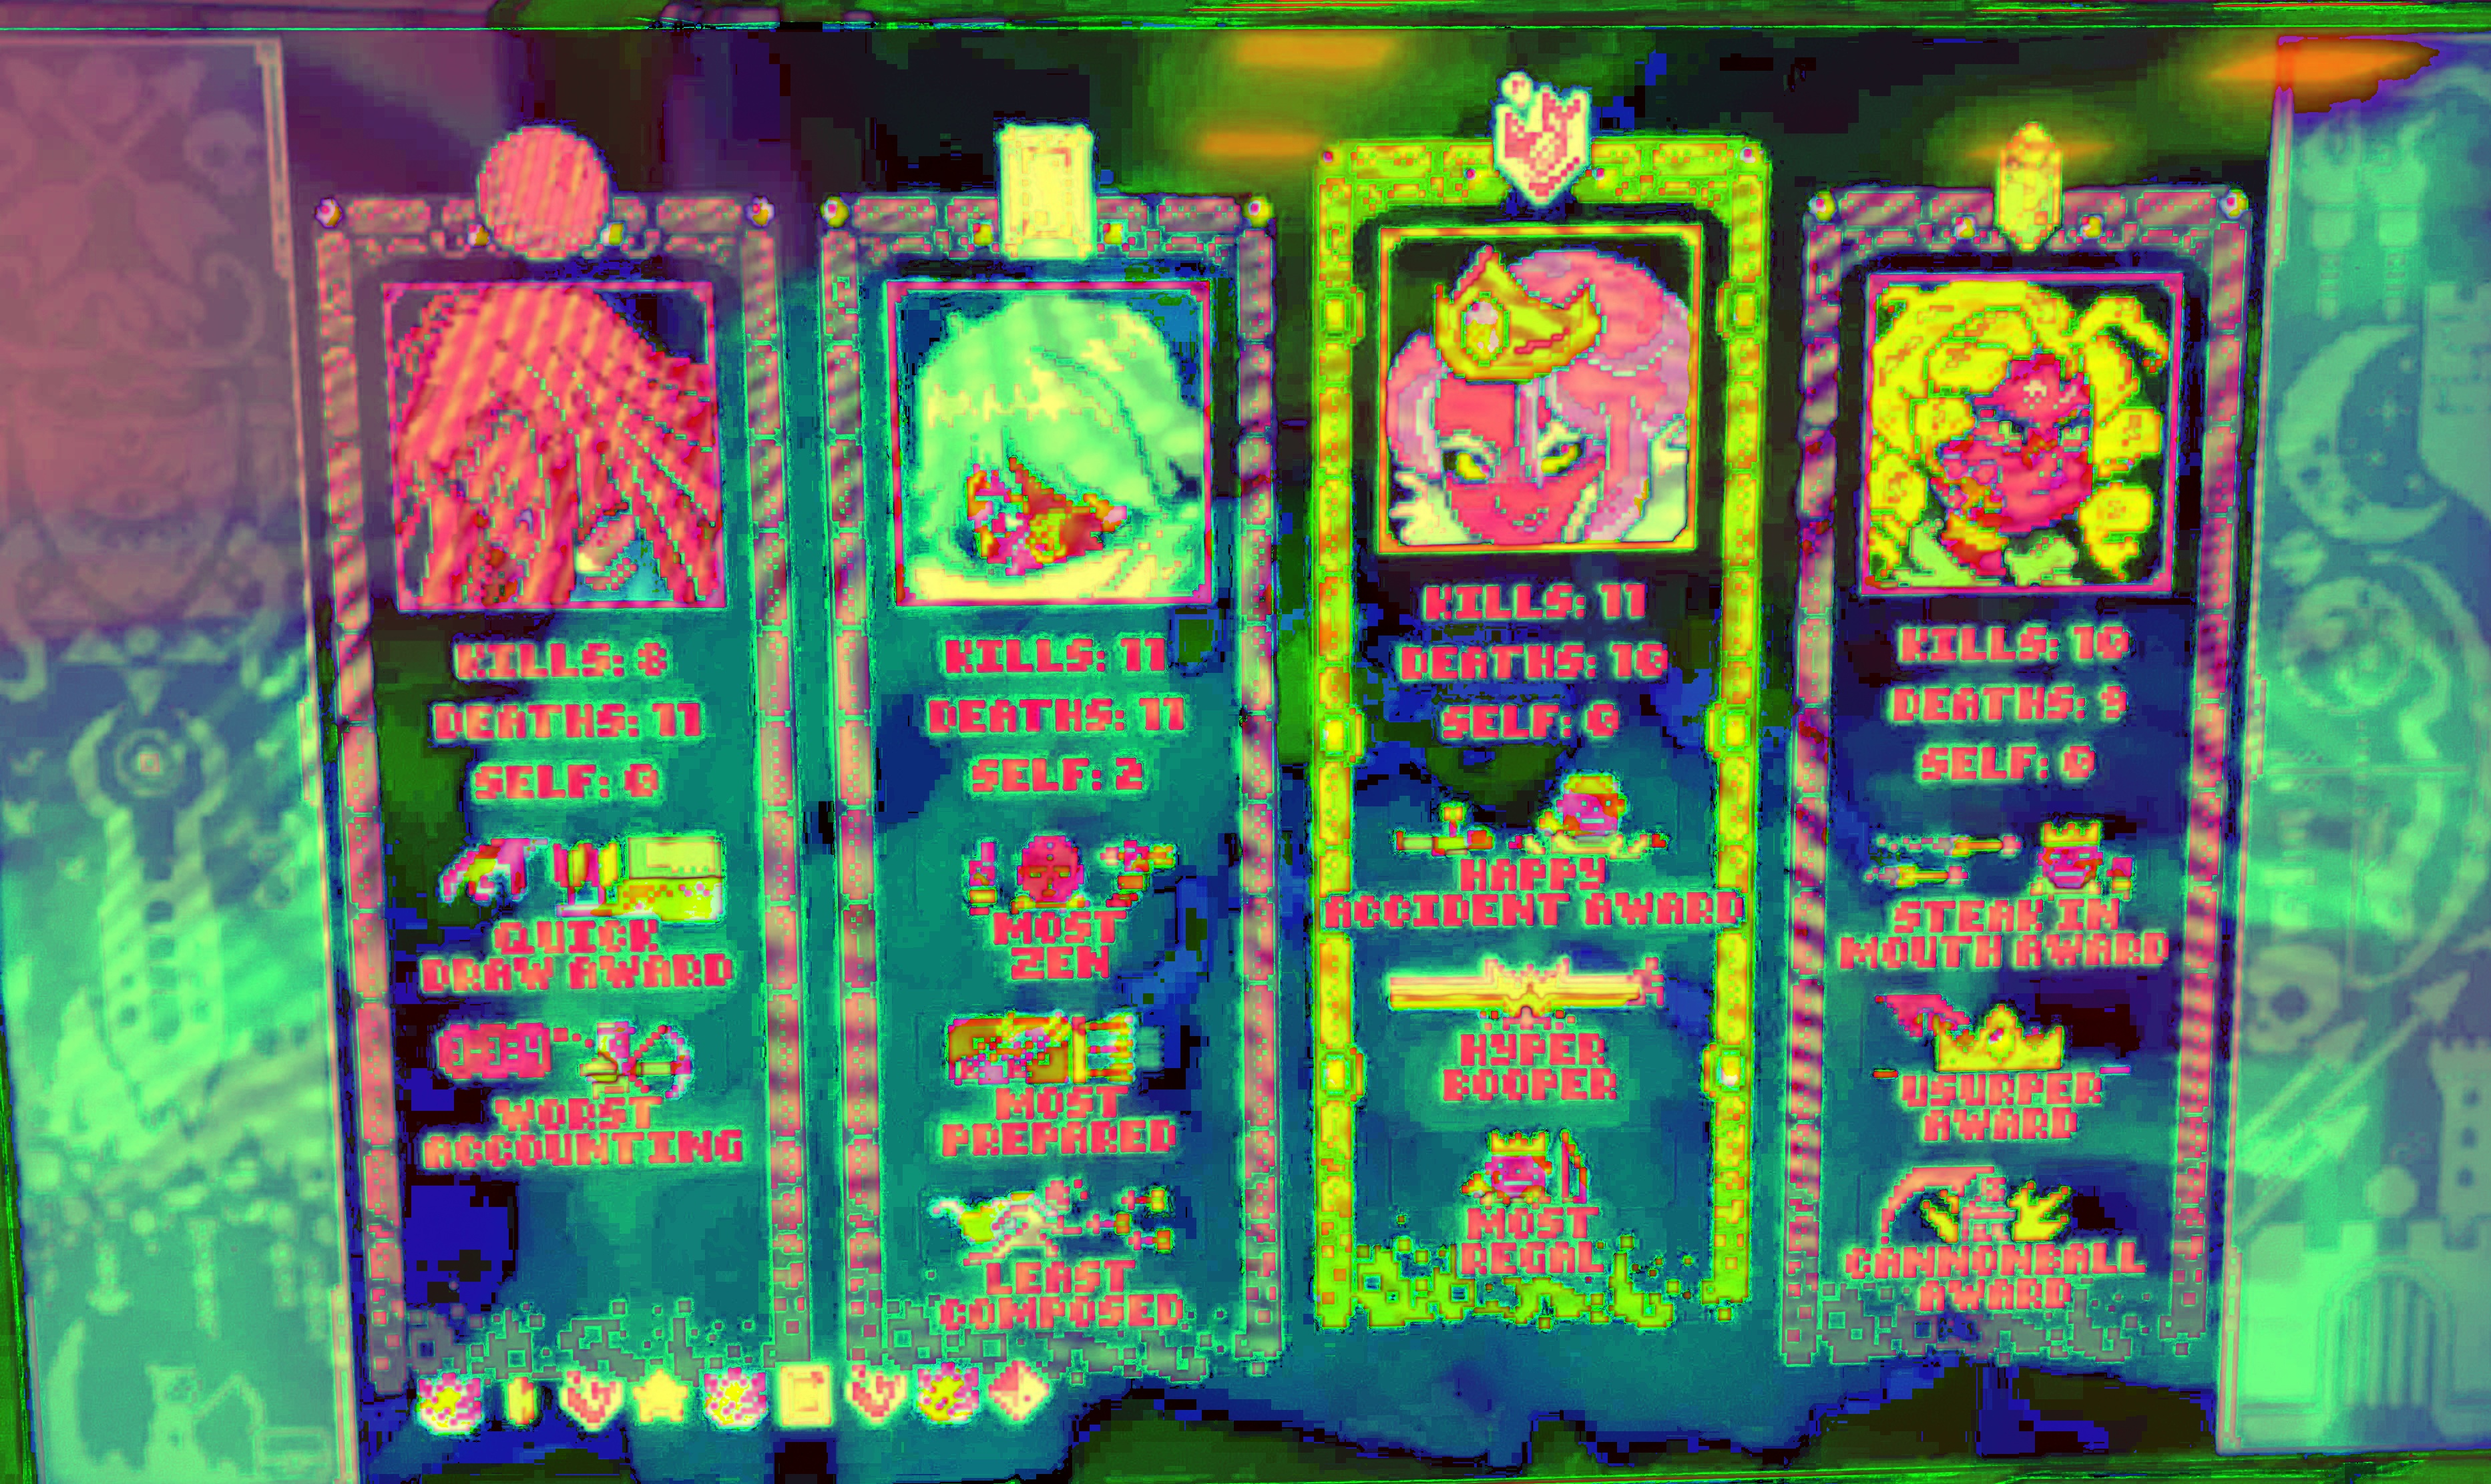 KILLS: 8
DEATHS: 11
SELF: 0
QUICK
DRAW AWARD
WORST
ACCOUNTING
KILLS: 11
DEATHS: 11
SELF: 2
MOST
ZEN
MOST
PREPARED
LEAST
COMPOSED
KILLS: 11
DEATHS: 10
SELF: 0
HAPPY
ACCIDENT AWARD
HYPER
BOOPER
MOST
REGAL
KILLS: 10
DEATHS: 9
SELF: 0
STEAK IN
MOUTH AWARD
USURPER
AWARD
CANNONBALL
AWARD